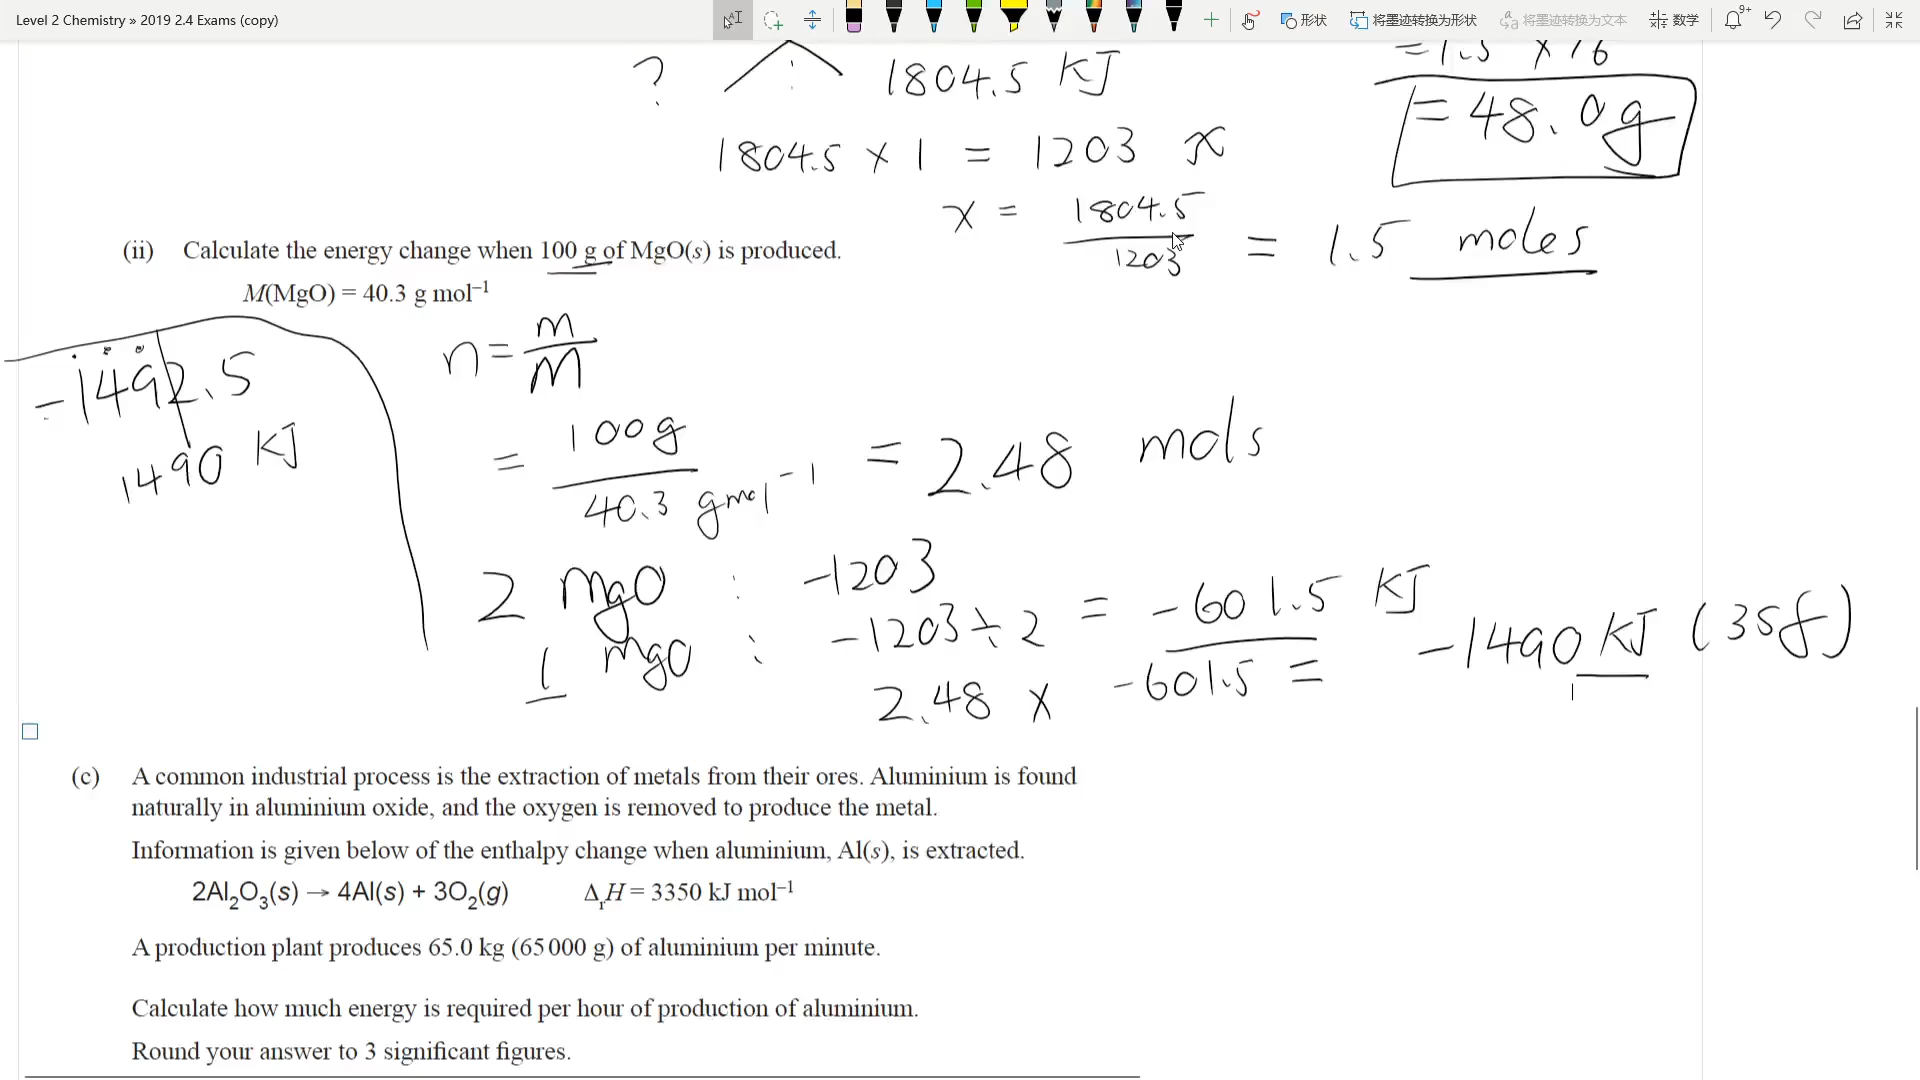 Level 2 Chemistry » 2019 2.4 Exams (copy)
形状
将墨迹转换为形状
将墨迹转换为文本
数学
9+
= 1.5 × 16
? 1804.5 KJ
= 48.0g
1804.5 × 1 = 1203 x
x = 1804.5 / 1203 = 1.5 moles
(ii) Calculate the energy change when 100 g of MgO(s) is produced.
M(MgO) = 40.3 g mol⁻¹
n = m / M
-1492.5
1490 KJ
= 100g / 40.3 gmol⁻¹ = 2.48 mols
2 MgO : -1203
1 MgO : -1203 ÷ 2 = -601.5 KJ
2.48 × -601.5 = -1490 KJ (3sf)
(c) A common industrial process is the extraction of metals from their ores. Aluminium is found
naturally in aluminium oxide, and the oxygen is removed to produce the metal.
Information is given below of the enthalpy change when aluminium, Al(s), is extracted.
2Al₂O₃(s) → 4Al(s) + 3O₂(g) ΔᵣH = 3350 kJ mol⁻¹
A production plant produces 65.0 kg (65 000 g) of aluminium per minute.
Calculate how much energy is required per hour of production of aluminium.
Round your answer to 3 significant figures.